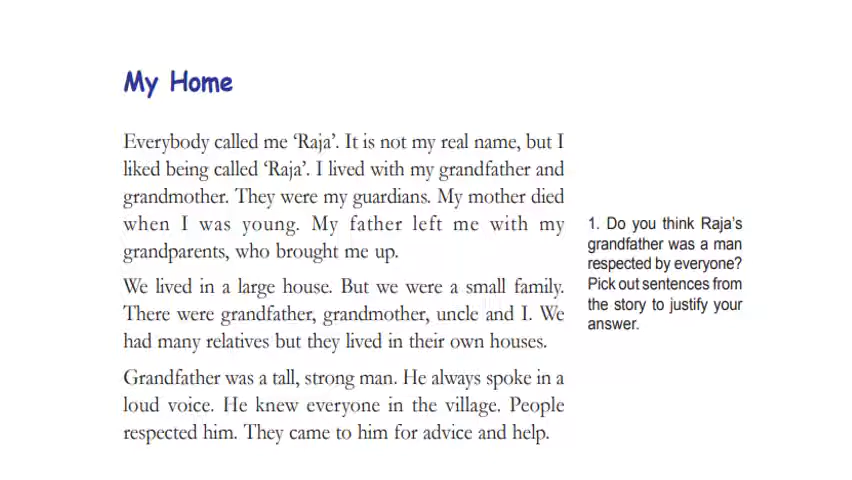 My Home
Everybody called me ‘Raja’. It is not my real name, but I
liked being called ‘Raja’. I lived with my grandfather and
grandmother. They were my guardians. My mother died
when I was young. My father left me with my
grandparents, who brought me up.
We lived in a large house. But we were a small family.
There were grandfather, grandmother, uncle and I. We
had many relatives but they lived in their own houses.
Grandfather was a tall, strong man. He always spoke in a
loud voice. He knew everyone in the village. People
respected him. They came to him for advice and help.
1. Do you think Raja’s
grandfather was a man
respected by everyone?
Pick out sentences from
the story to justify your
answer.